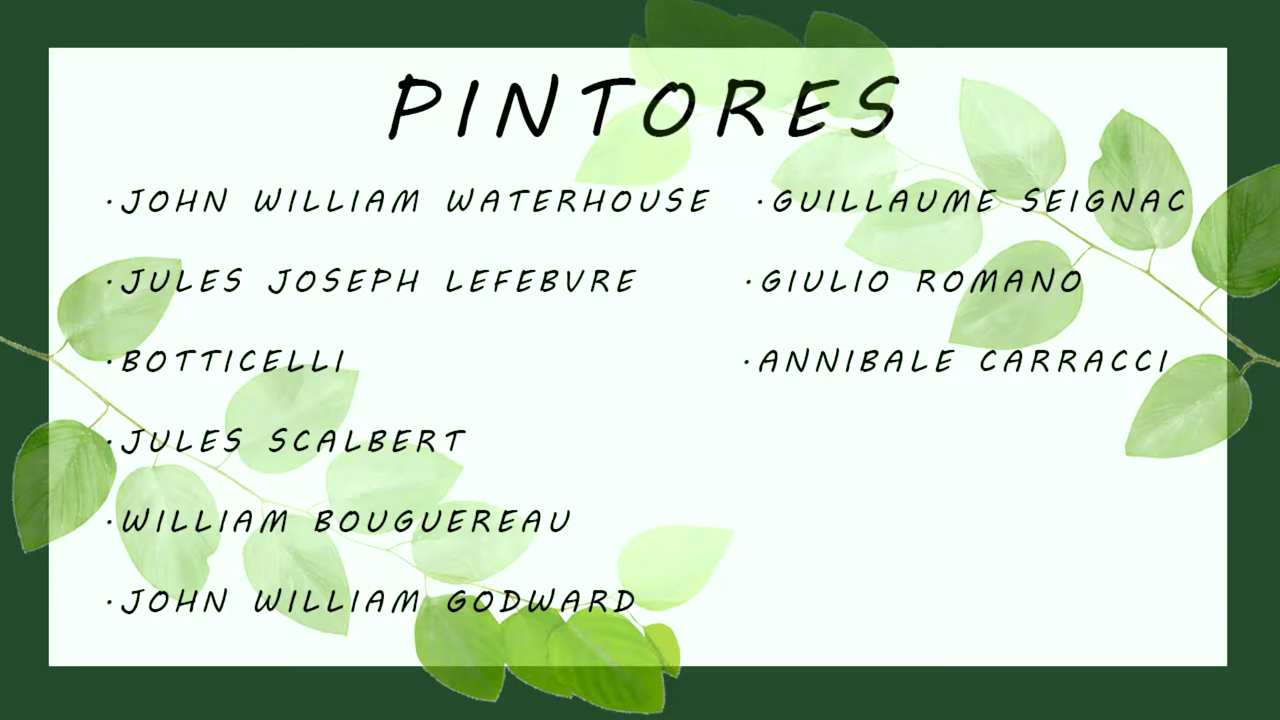 PINTORES
·JOHN WILLIAM WATERHOUSE
·JULES JOSEPH LEFEBVRE
·BOTTICELLI
·JULES SCALBERT
·WILLIAM BOUGUEREAU
·JOHN WILLIAM GODWARD
·GUILLAUME SEIGNAC
·GIULIO ROMANO
·ANNIBALE CARRACCI